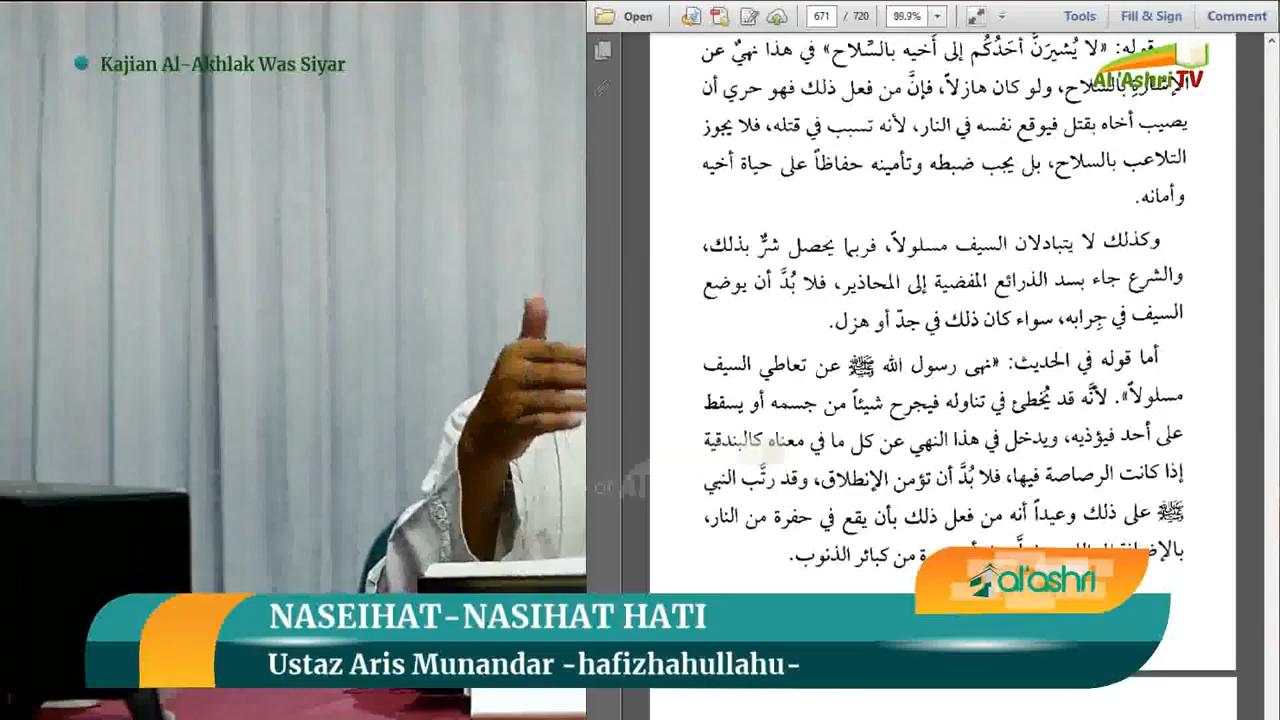 Kajian Al-Akhlak Was Siyar
Open
671 / 720
89.9%
Tools
Fill & Sign
Comment
Al'Ashri TV
قوله: «لا يُشيرَنَّ أحَدُكُم إلى أخيه بالسِّلاح» في هذا نهيٌ عن
بالسلاح، ولو كان هازلاً، فإنَّ من فعل ذلك فهو حري أن
يصيب أخاه بقتل فيوقع نفسه في النار، لأنه تسبب في قتله، فلا يجوز
التلاعب بالسلاح، بل يجب ضبطه وتأمينه حفاظاً على حياة أخيه
وأمانه.
وكذلك لا يتبادلان السيف مسلولاً، فربما يحصل شرٌّ بذلك،
والشرع جاء بسد الذرائع المفضية إلى المحاذير، فلا بُدَّ أن يوضع
السيف في جِرابه، سواء كان ذلك في جدّ أو هزل.
أما قوله في الحديث: «نهى رسول الله ﷺ عن تعاطي السيف
مسلولاً». لأنَّه قد يُخطئ في تناوله فيجرح شيئاً من جسمه أو يسقط
على أحد فيؤذيه، ويدخل في هذا النهي عن كل ما في معناه كالبندقية
إذا كانت الرصاصة فيها، فلا بُدَّ أن تؤمن الإنطلاق، وقد رتَّب النبي
ﷺ على ذلك وعيداً أنه من فعل ذلك بأن يقع في حفرة من النار،
من كبائر الذنوب.
al'ashri
NASEIHAT-NASIHAT HATI
Ustaz Aris Munandar -hafizhahullahu-